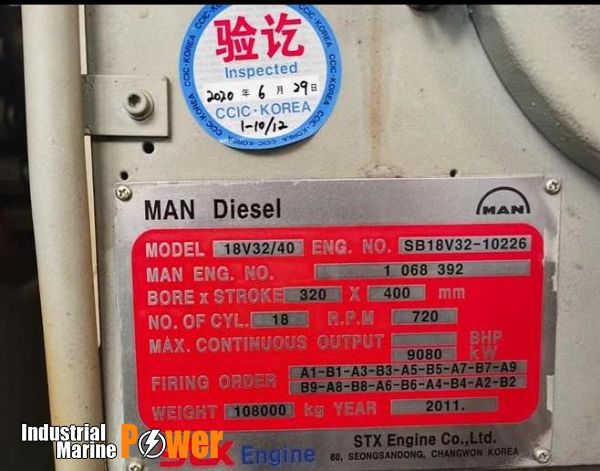 CCIC·KOREA
验讫
Inspected
2020 年 6 月 29 日
CCIC·KOREA
1-10/12
MAN Diesel
MAN
MODEL 18V32/40 ENG. NO. SB18V32-10226
MAN ENG. NO. 1 068 392
BORE x STROKE 320 X 400 mm
NO. OF CYL. 18 R.P.M 720
MAX. CONTINUOUS OUTPUT BHP
9080 kW
FIRING ORDER A1-B1-A3-B3-A5-B5-A7-B7-A9
B9-A8-B8-A6-B6-A4-B4-A2-B2
WEIGHT 108000 kg YEAR 2011.
STX Engine STX Engine Co.,Ltd.
80, SEONGSANDONG, CHANGWON KOREA
Industrial
Marine Power